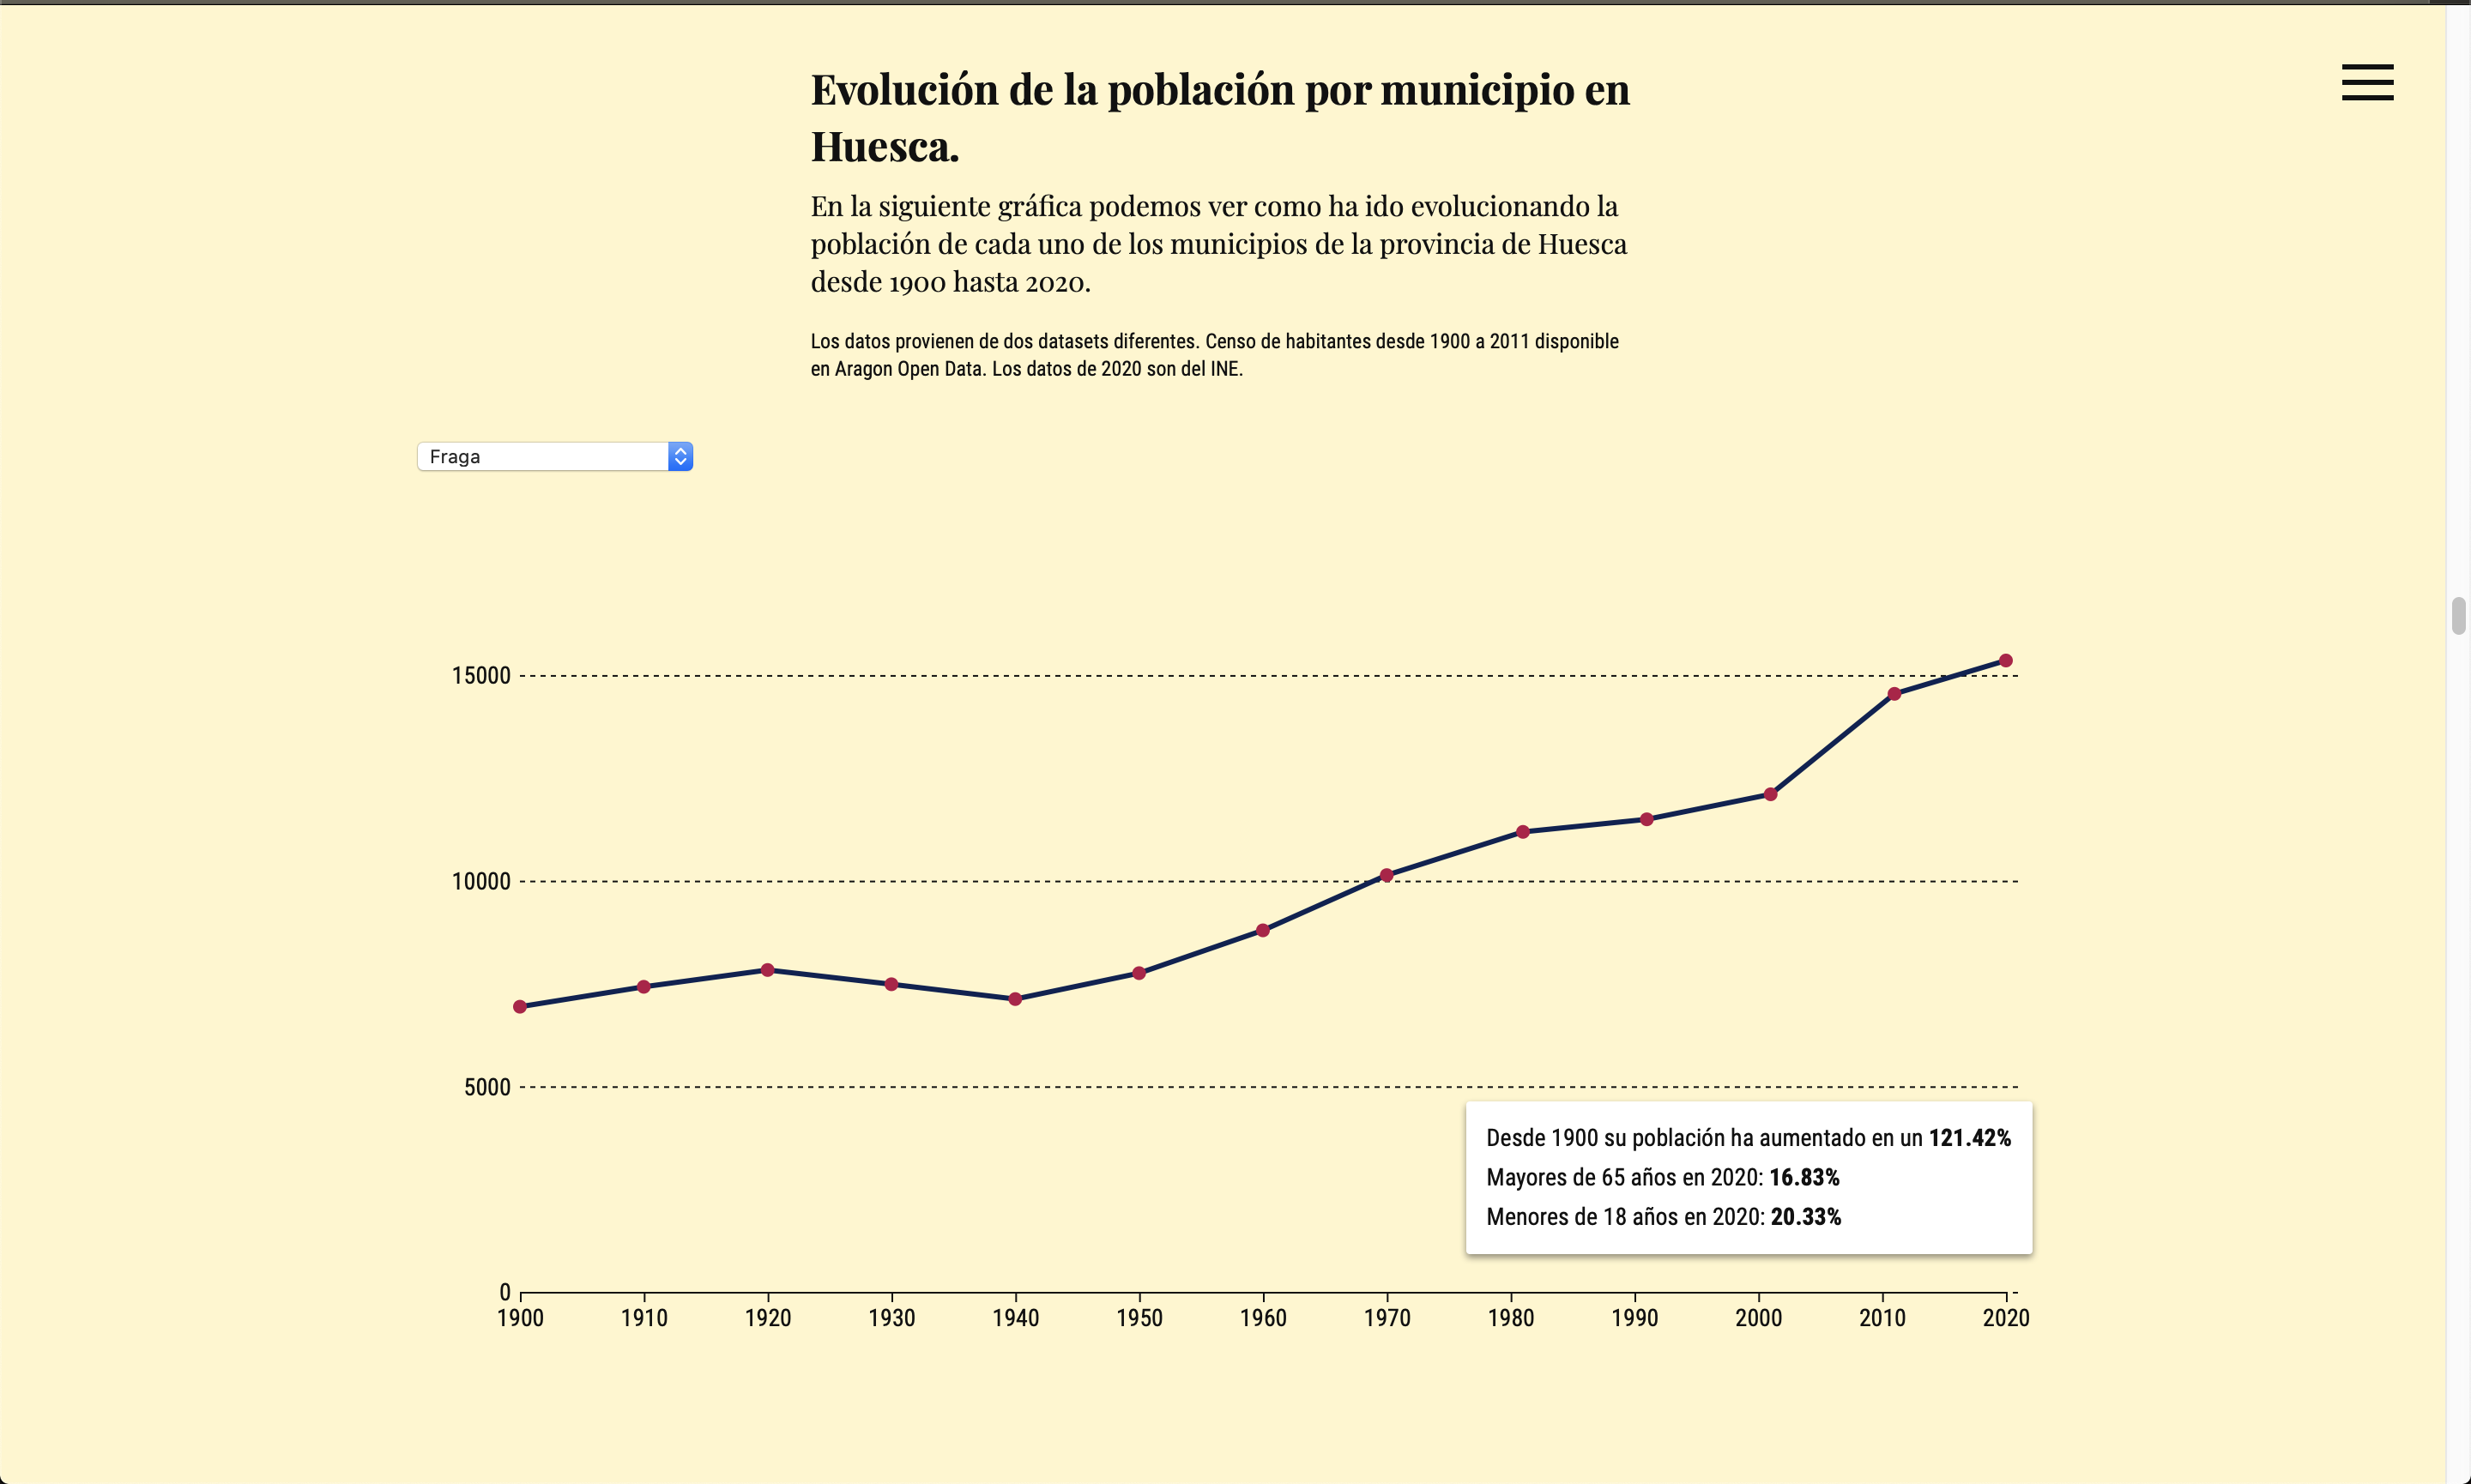 Evolución de la población por municipio en
Huesca.
En la siguiente gráfica podemos ver como ha ido evolucionando la
población de cada uno de los municipios de la provincia de Huesca
desde 1900 hasta 2020.
Los datos provienen de dos datasets diferentes. Censo de habitantes desde 1900 a 2011 disponible
en Aragon Open Data. Los datos de 2020 son del INE.
Fraga
15000
10000
5000
Desde 1900 su población ha aumentado en un 121.42%
Mayores de 65 años en 2020: 16.83%
Menores de 18 años en 2020: 20.33%
0
1900 1910 1920 1930 1940 1950 1960 1970 1980 1990 2000 2010 2020